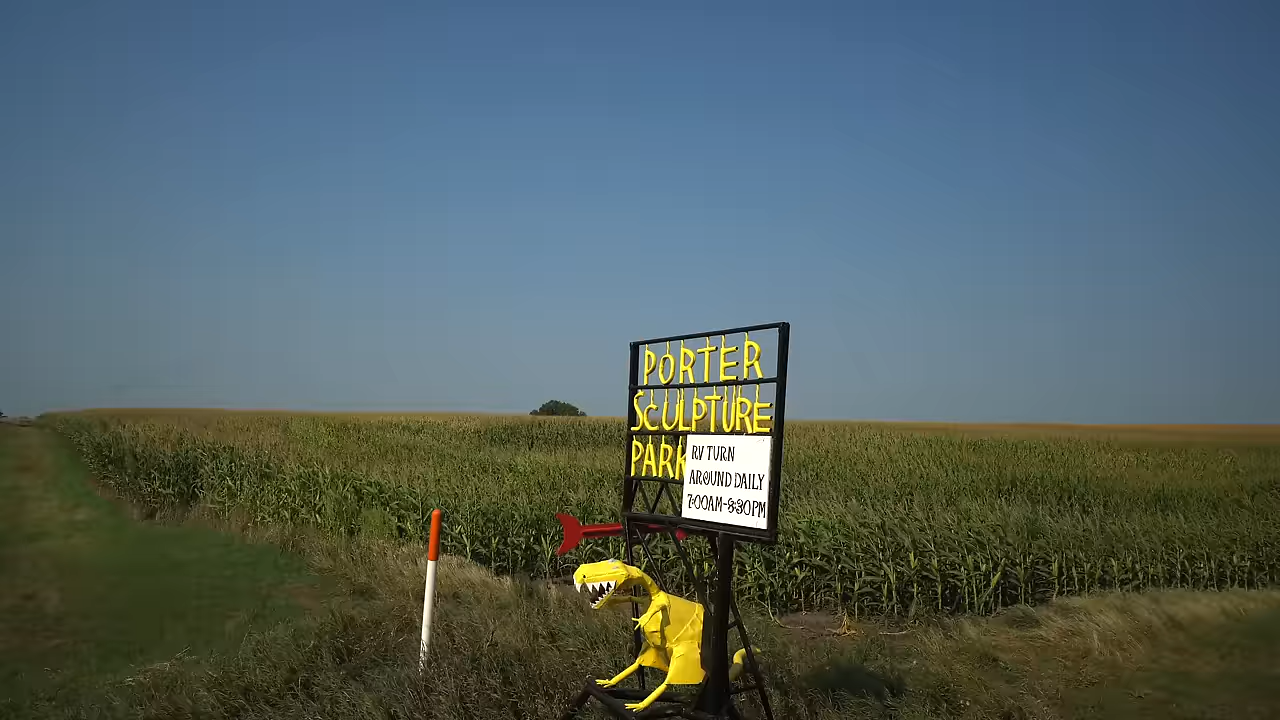 PORTER
SCULPTURE
PARK
RV TURN
AROUND DAILY
7:00AM-8:30PM